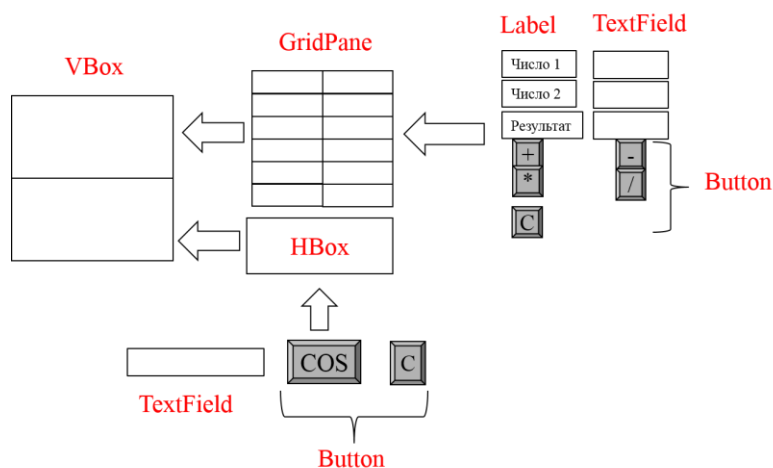 Label TextField
GridPane
VBox
Число 1
Число 2
Результат
+ -
* /
Button
C
HBox
COS C
TextField
Button